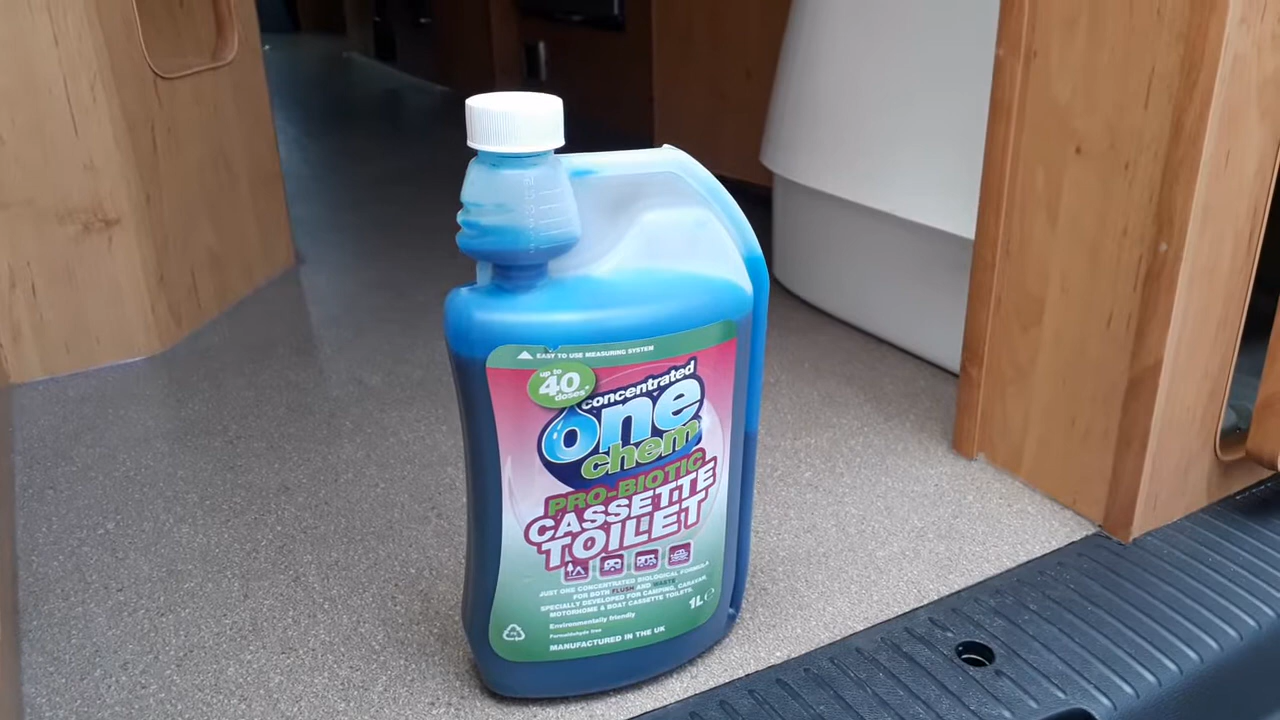 EASY TO USE MEASURING SYSTEM
up to
40
doses*
concentrated
one
chem
PRO-BIOTIC
CASSETTE
TOILET
JUST ONE CONCENTRATED BIOLOGICAL FORMULA
FOR BOTH FLUSH AND WASTE
SPECIALLY DEVELOPED FOR CAMPING, CARAVAN,
MOTORHOME & BOAT CASSETTE TOILETS.
Environmentally friendly
Formaldehyde free
1L e
MANUFACTURED IN THE UK